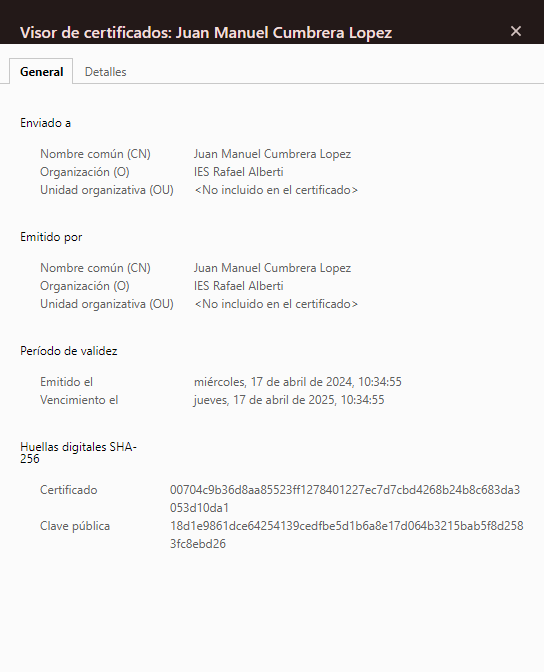 Visor de certificados: Juan Manuel Cumbrera Lopez
General Detalles
Enviado a
Nombre común (CN) Juan Manuel Cumbrera Lopez
Organización (O) IES Rafael Alberti
Unidad organizativa (OU) <No incluido en el certificado>
Emitido por
Nombre común (CN) Juan Manuel Cumbrera Lopez
Organización (O) IES Rafael Alberti
Unidad organizativa (OU) <No incluido en el certificado>
Período de validez
Emitido el miércoles, 17 de abril de 2024, 10:34:55
Vencimiento el jueves, 17 de abril de 2025, 10:34:55
Huellas digitales SHA-
256
Certificado 00704c9b36d8aa85523ff1278401227ec7d7cbd4268b24b8c683da3
053d10da1
Clave pública 18d1e9861dce64254139cedfbe5d1b6a8e17d064b3215bab5f8d258
3fc8ebd26